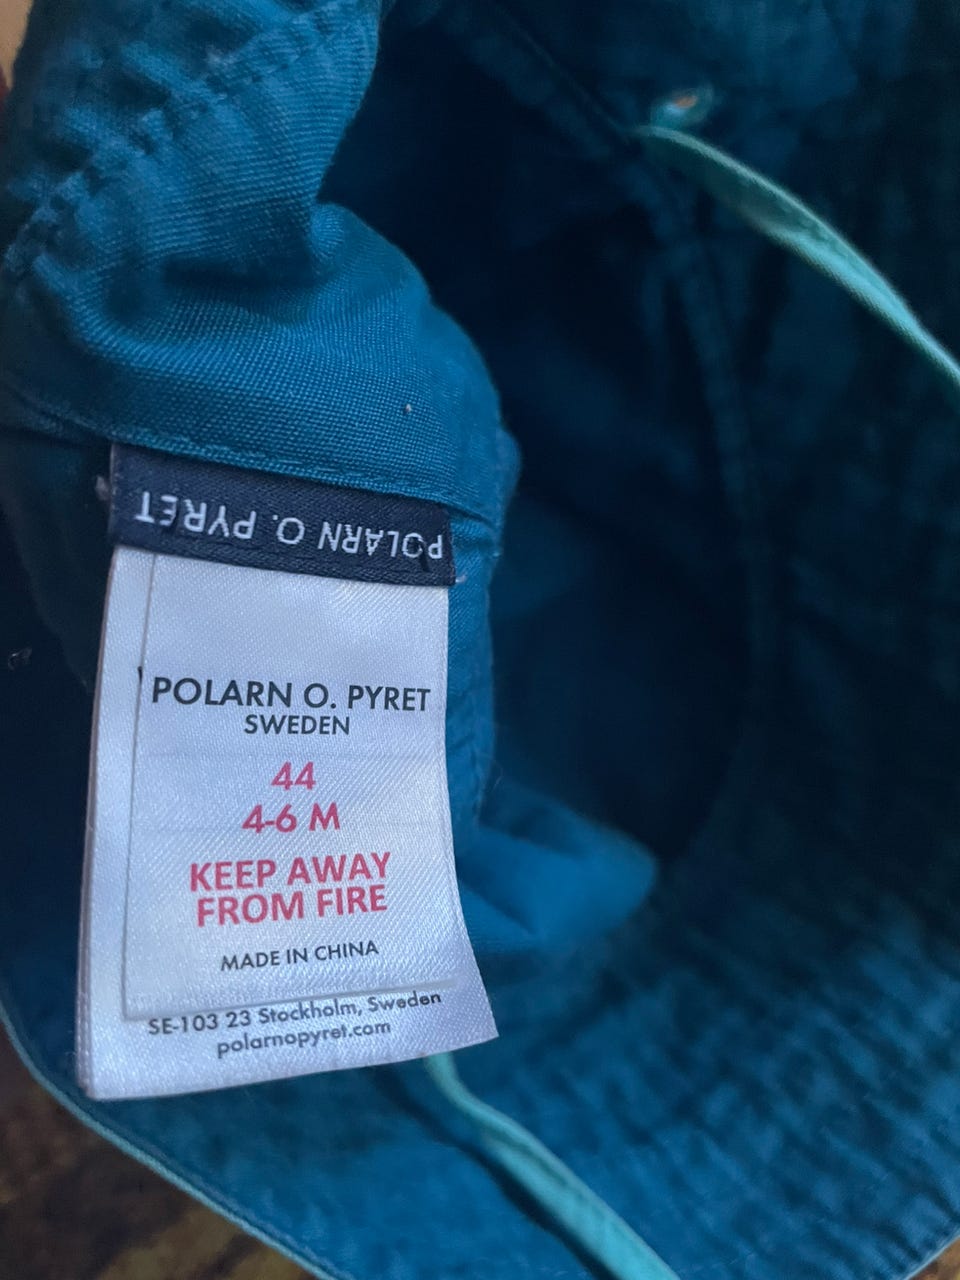 POLARN O. PYRET
POLARN O. PYRET
SWEDEN
44
4-6 M
KEEP AWAY
FROM FIRE
MADE IN CHINA
SE-103 23 Stockholm, Sweden
polarnopyret.com